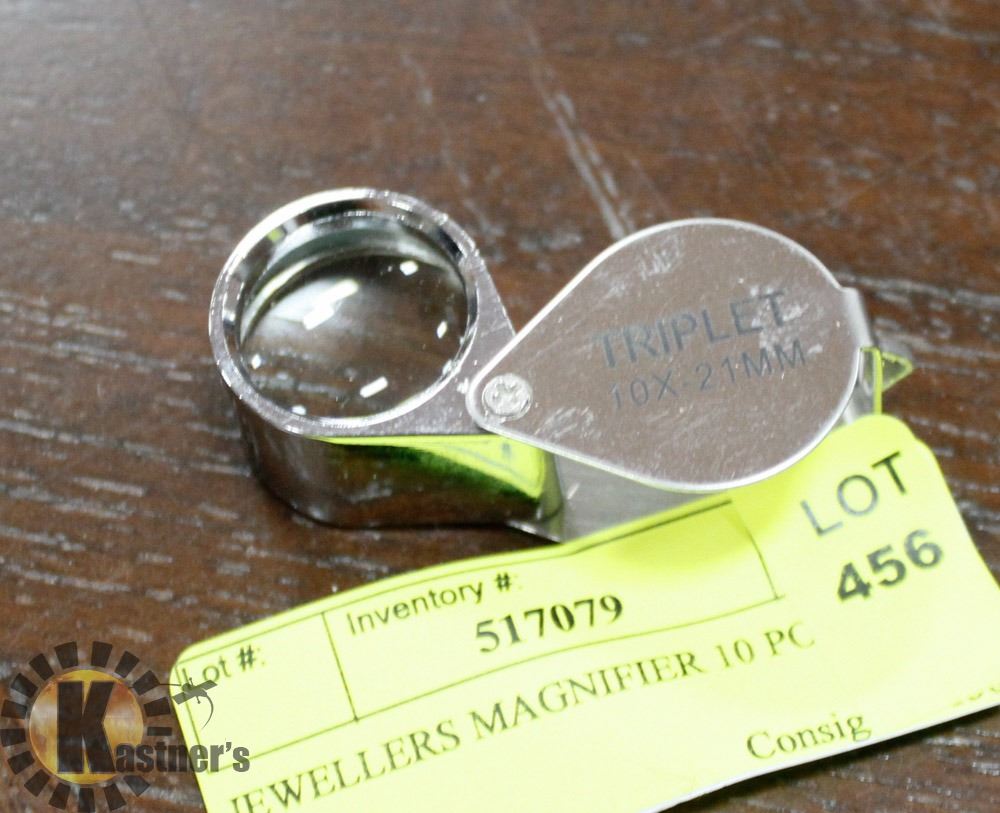 TRIPLET
10X-21MM
LOT
456
Lot #:
Inventory #:
517079
JEWELLERS MAGNIFIER 10 PC
Consig
Kastner's